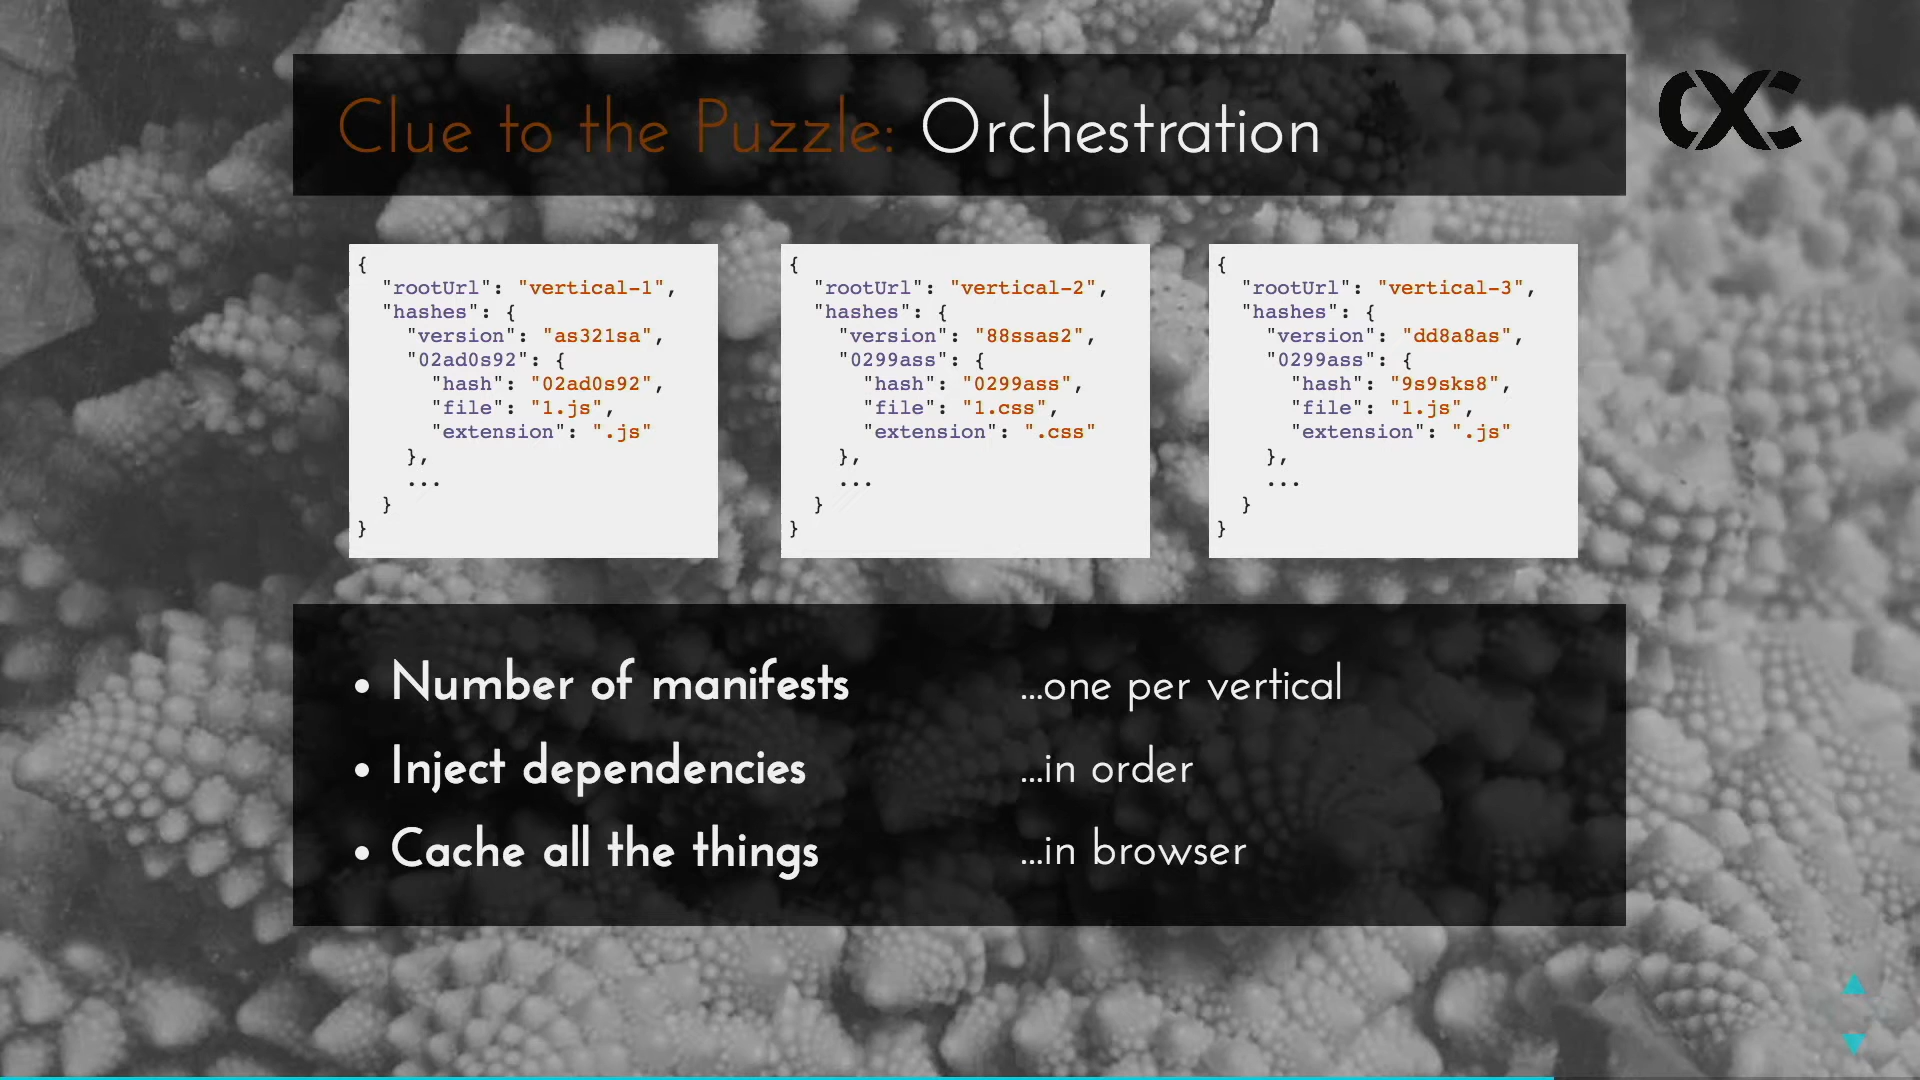 Clue to the Puzzle: Orchestration
{
"rootUrl": "vertical-1",
"hashes": {
"version": "as321sa",
"02ad0s92": {
"hash": "02ad0s92",
"file": "1.js",
"extension": ".js"
},
...
}
}
{
"rootUrl": "vertical-2",
"hashes": {
"version": "88ssas2",
"0299ass": {
"hash": "0299ass",
"file": "1.css",
"extension": ".css"
},
...
}
}
{
"rootUrl": "vertical-3",
"hashes": {
"version": "dd8a8as",
"0299ass": {
"hash": "9s9sks8",
"file": "1.js",
"extension": ".js"
},
...
}
}
• Number of manifests ...one per vertical
• Inject dependencies ...in order
• Cache all the things ...in browser